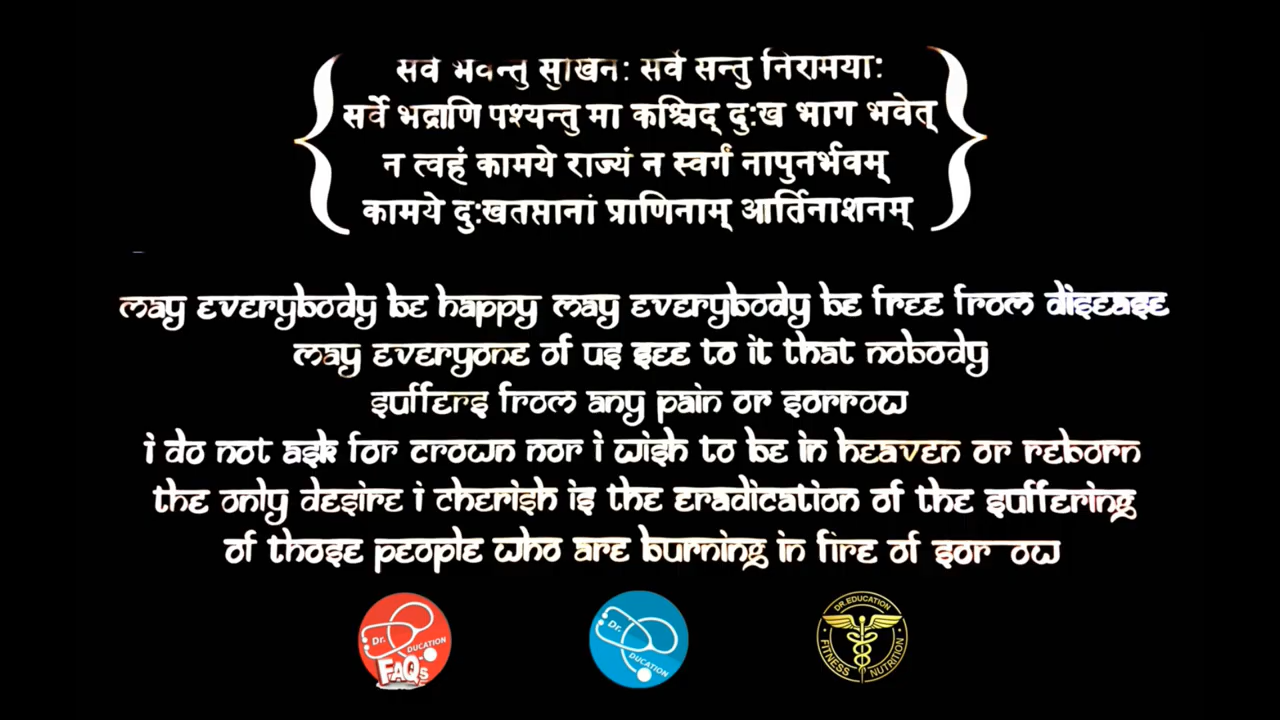 सर्वे भवन्तु सुखिन: सर्वे सन्तु निरामया:
सर्वे भद्राणि पश्यन्तु मा कश्चिद् दु:ख भाग भवेत्
न त्वहं कामये राज्यं न स्वर्गं नापुनर्भवम्
कामये दु:खतप्तानां प्राणिनाम् आर्तिनाशनम्
may everybody be happy may everybody be free from disease
may everyone of us see to it that nobody
suffers from any pain or sorrow
i do not ask for crown nor i wish to be in heaven or reborn
the only desire i cherish is the eradication of the suffering
of those people who are burning in fire of sor ow
Dr. DUCATION FAQs
Dr. DUCATION
DR.EDUCATION FITNESS NUTRITION